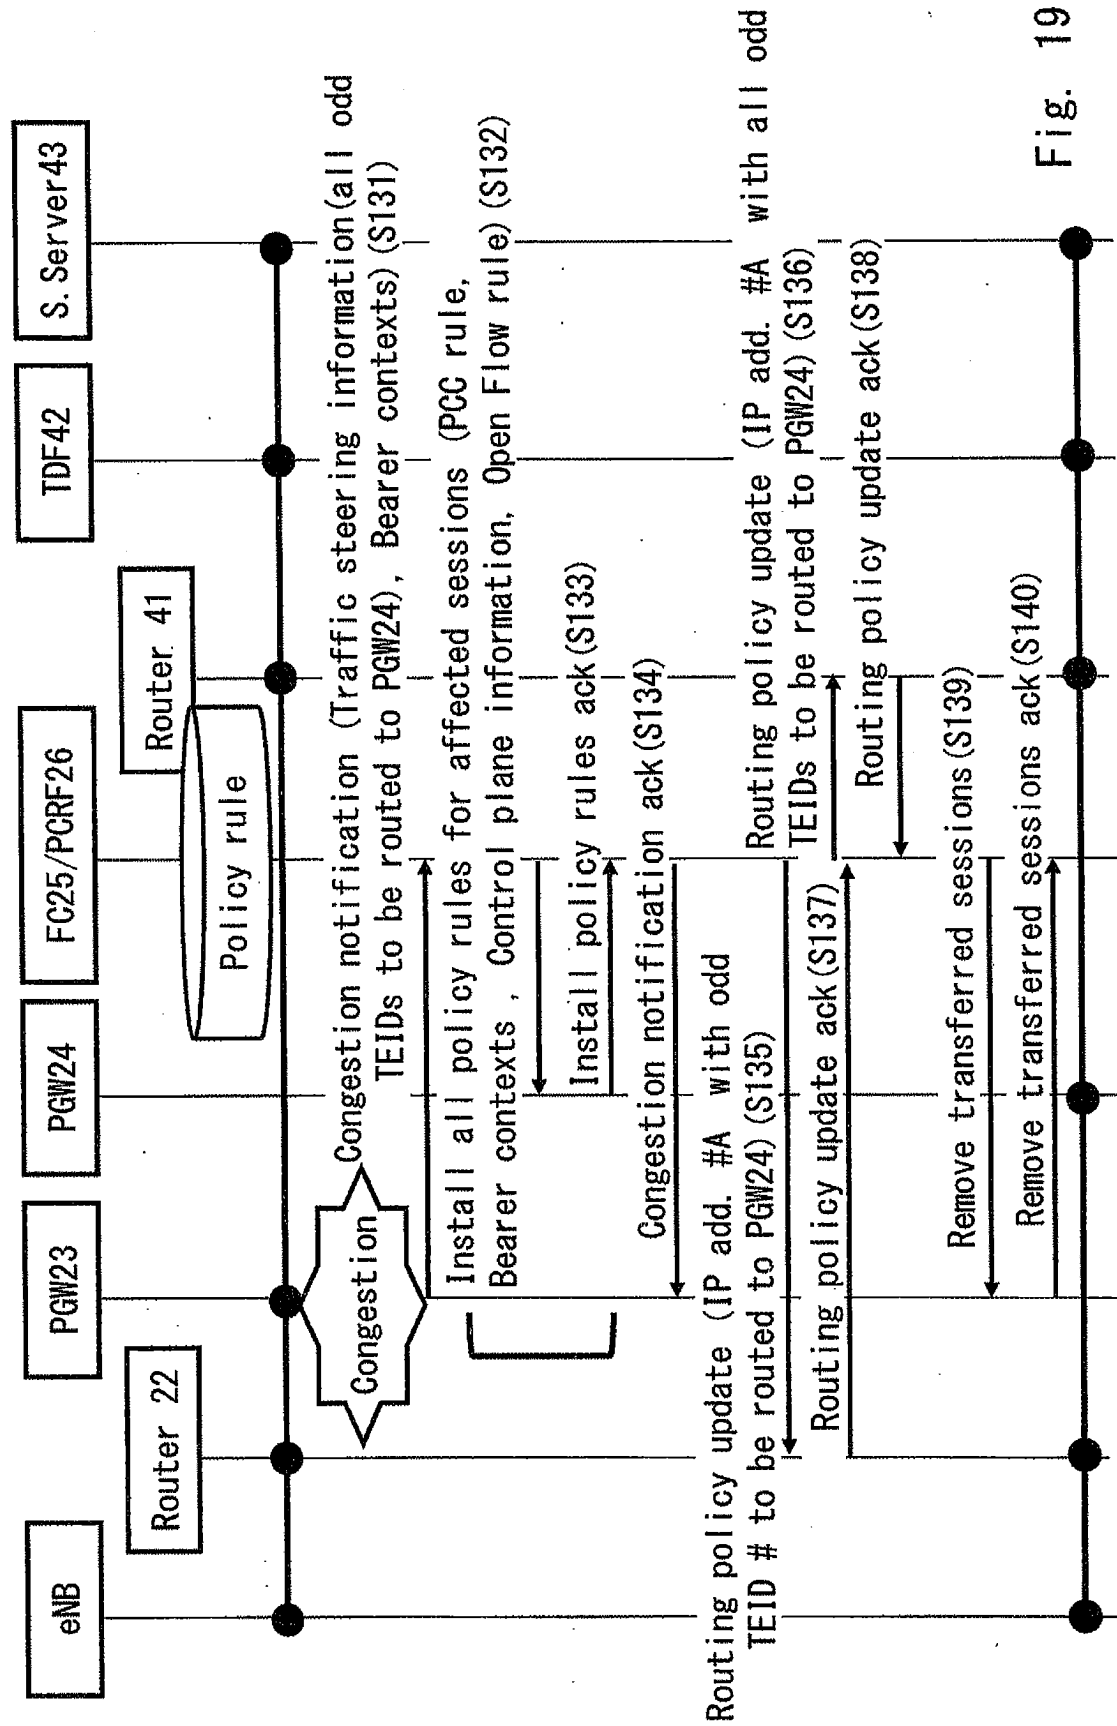 eNB
Router 22
PGW23
PGW24
FC25/PCRF26
Router 41
TDF42
S. Server43
Policy rule
Congestion
Congestion notification (Traffic steering information(all odd
TEIDs to be routed to PGW24), Bearer contexts)(S131)
Install all policy rules for affected sessions (PCC rule,
Bearer contexts , Control plane information, Open Flow rule)(S132)
Install policy rules ack(S133)
Congestion notification ack(S134)
Routing policy update (IP add. #A with odd
TEID # to be routed to PGW24)(S135)
Routing policy update (IP add. #A with all odd
TEIDs to be routed to PGW24)(S136)
Routing policy update ack(S137)
Routing policy update ack(S138)
Remove transferred sessions(S139)
Remove transferred sessions ack(S140)
Fig. 19